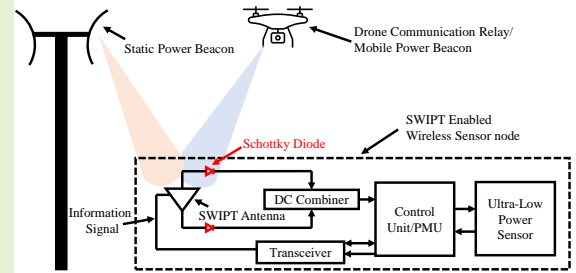 Static Power Beacon
Drone Communication Relay/
Mobile Power Beacon
Schottky Diode
SWIPT Enabled
Wireless Sensor node
Information
Signal
SWIPT Antenna
DC Combiner
Transceiver
Control
Unit/PMU
Ultra-Low
Power
Sensor